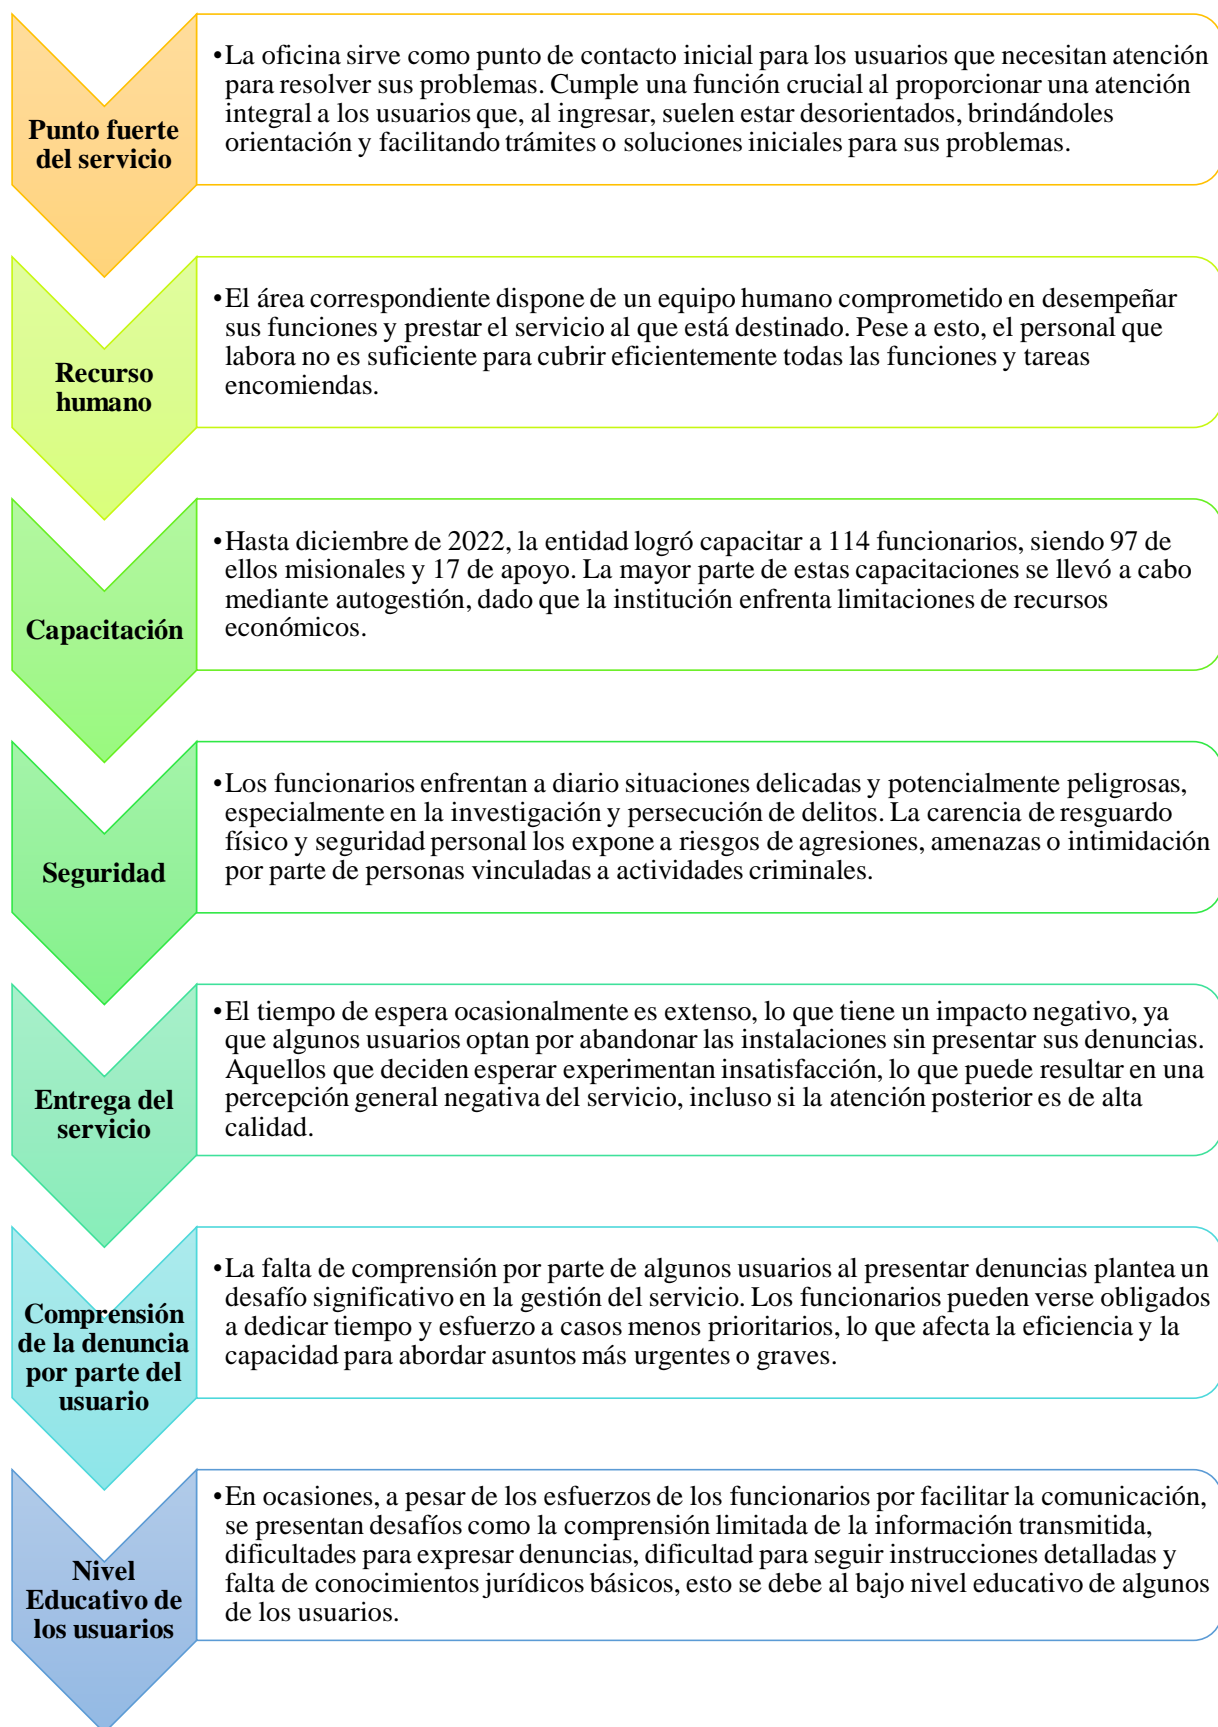 Punto fuerte
del servicio
•La oficina sirve como punto de contacto inicial para los usuarios que necesitan atención
para resolver sus problemas. Cumple una función crucial al proporcionar una atención
integral a los usuarios que, al ingresar, suelen estar desorientados, brindándoles
orientación y facilitando trámites o soluciones iniciales para sus problemas.
Recurso
humano
•El área correspondiente dispone de un equipo humano comprometido en desempeñar
sus funciones y prestar el servicio al que está destinado. Pese a esto, el personal que
labora no es suficiente para cubrir eficientemente todas las funciones y tareas
encomiendas.
Capacitación
•Hasta diciembre de 2022, la entidad logró capacitar a 114 funcionarios, siendo 97 de
ellos misionales y 17 de apoyo. La mayor parte de estas capacitaciones se llevó a cabo
mediante autogestión, dado que la institución enfrenta limitaciones de recursos
económicos.
Seguridad
•Los funcionarios enfrentan a diario situaciones delicadas y potencialmente peligrosas,
especialmente en la investigación y persecución de delitos. La carencia de resguardo
físico y seguridad personal los expone a riesgos de agresiones, amenazas o intimidación
por parte de personas vinculadas a actividades criminales.
Entrega del
servicio
•El tiempo de espera ocasionalmente es extenso, lo que tiene un impacto negativo, ya
que algunos usuarios optan por abandonar las instalaciones sin presentar sus denuncias.
Aquellos que deciden esperar experimentan insatisfacción, lo que puede resultar en una
percepción general negativa del servicio, incluso si la atención posterior es de alta
calidad.
Comprensión
de la denuncia
por parte del
usuario
•La falta de comprensión por parte de algunos usuarios al presentar denuncias plantea un
desafío significativo en la gestión del servicio. Los funcionarios pueden verse obligados
a dedicar tiempo y esfuerzo a casos menos prioritarios, lo que afecta la eficiencia y la
capacidad para abordar asuntos más urgentes o graves.
Nivel
Educativo de
los usuarios
•En ocasiones, a pesar de los esfuerzos de los funcionarios por facilitar la comunicación,
se presentan desafíos como la comprensión limitada de la información transmitida,
dificultades para expresar denuncias, dificultad para seguir instrucciones detalladas y
falta de conocimientos jurídicos básicos, esto se debe al bajo nivel educativo de algunos
de los usuarios.